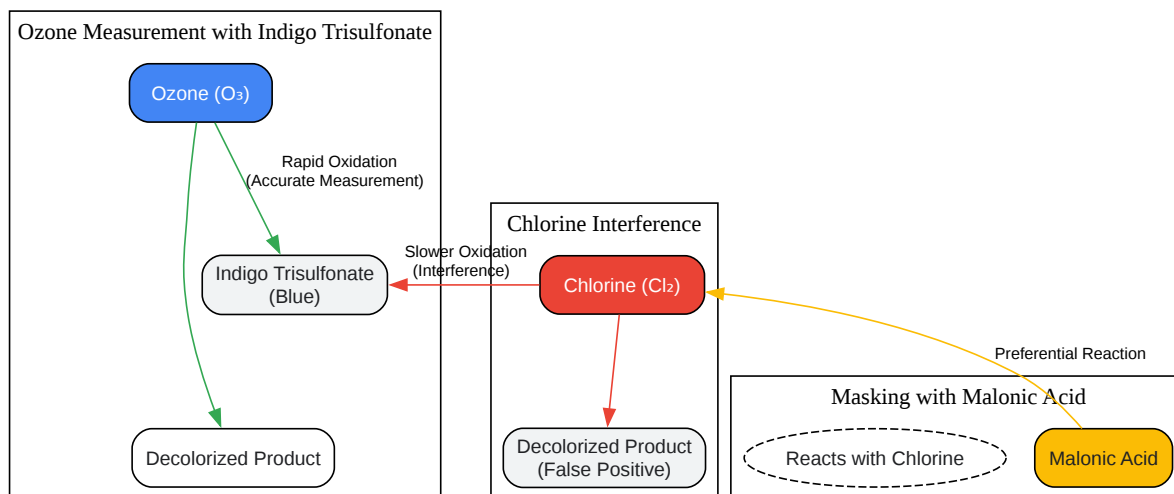 Ozone Measurement with Indigo Trisulfonate
Ozone (O₃)
Rapid Oxidation
(Accurate Measurement)
Indigo Trisulfonate
(Blue)
Decolorized Product
Chlorine Interference
Slower Oxidation
(Interference)
Chlorine (Cl₂)
Decolorized Product
(False Positive)
Preferential Reaction
Masking with Malonic Acid
Reacts with Chlorine
Malonic Acid